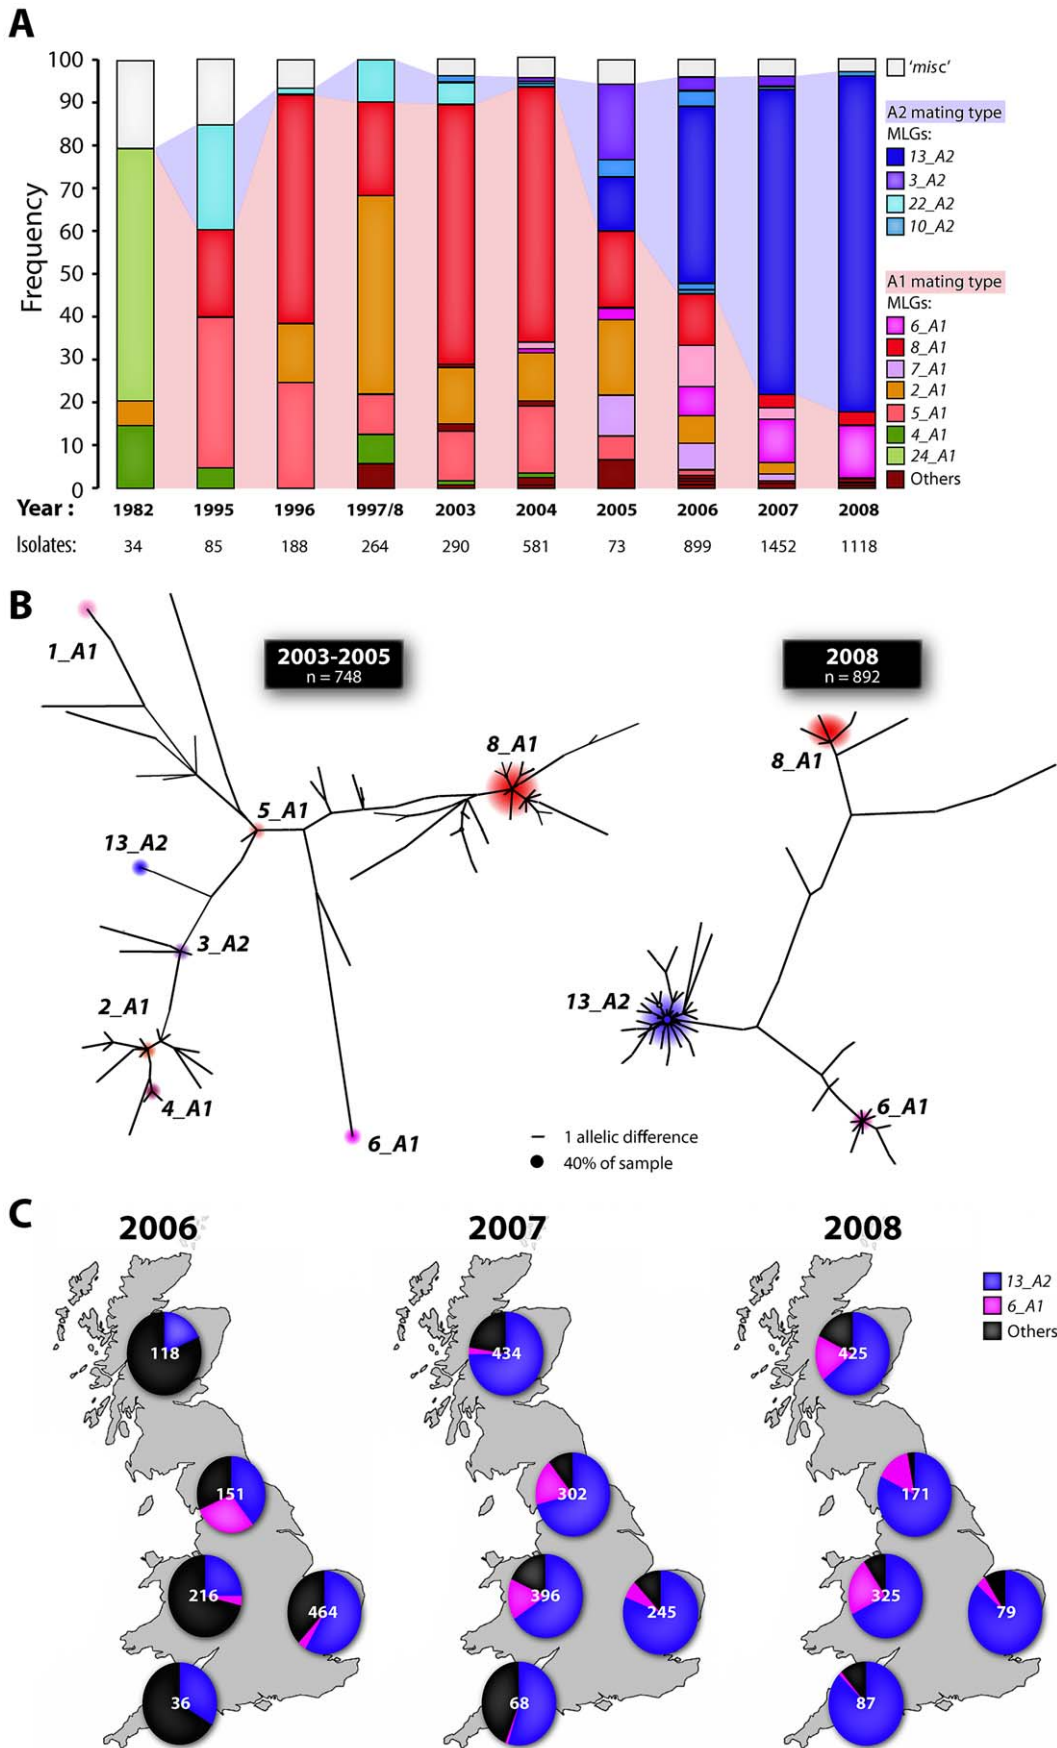 A
Frequency
100
90
80
70
60
50
40
30
20
10
0
Year : 1982 1995 1996 1997/8 2003 2004 2005 2006 2007 2008
Isolates: 34 85 188 264 290 581 73 899 1452 1118
'misc'
A2 mating type
MLGs:
13_A2
3_A2
22_A2
10_A2
A1 mating type
MLGs:
6_A1
8_A1
7_A1
2_A1
5_A1
4_A1
24_A1
Others
B
2003-2005
n = 748
1_A1
8_A1
5_A1
13_A2
3_A2
2_A1
4_A1
6_A1
2008
n = 892
8_A1
13_A2
6_A1
1 allelic difference
40% of sample
C
2006
118
151
216
464
36
2007
434
302
396
245
68
2008
425
171
325
79
87
13_A2
6_A1
Others